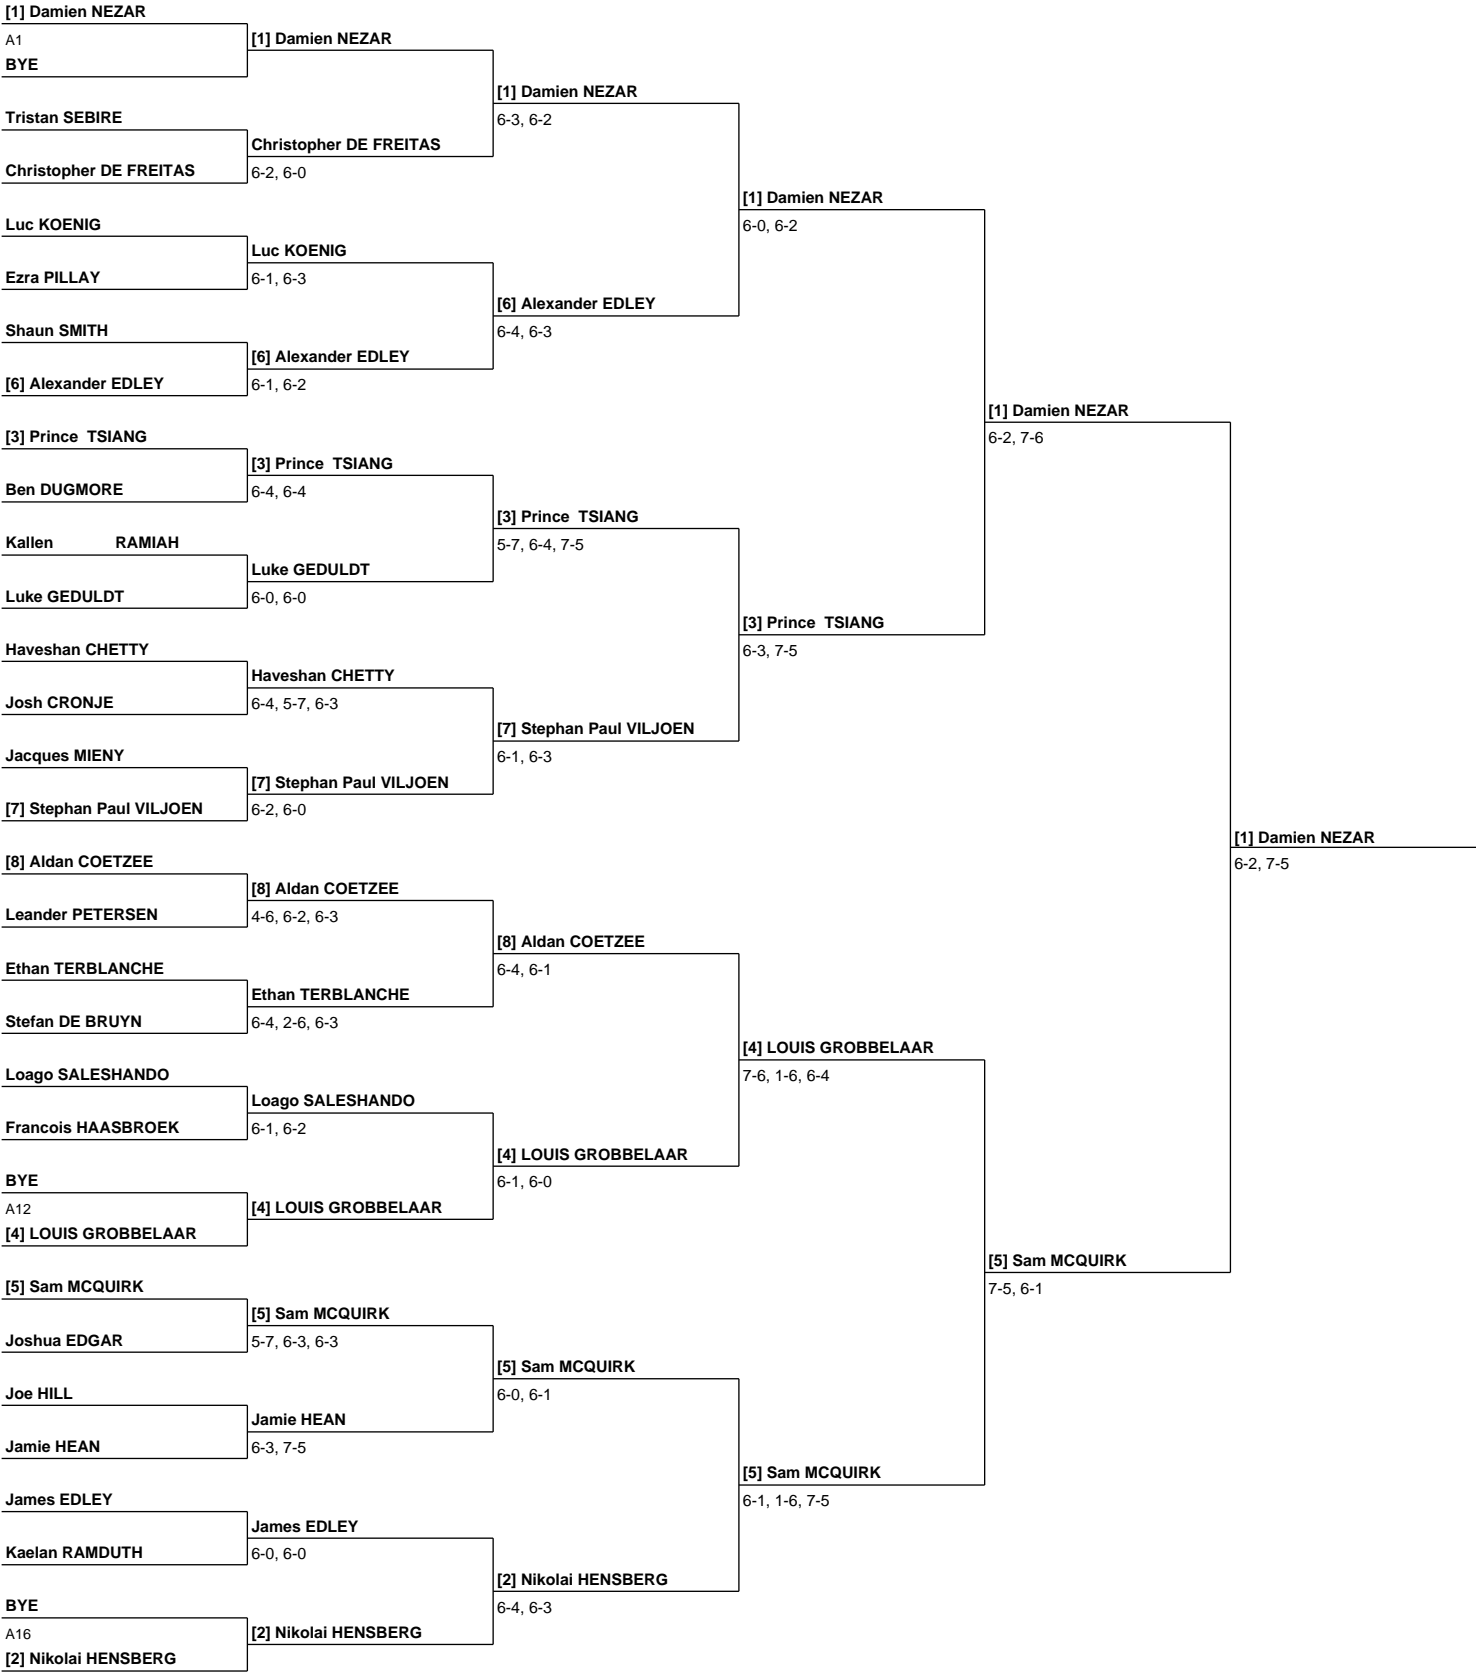 [1] Damien NEZAR
A1
BYE
Tristan SEBIRE
Christopher DE FREITAS
Luc KOENIG
Ezra PILLAY
Shaun SMITH
[6] Alexander EDLEY
[3] Prince TSIANG
Ben DUGMORE
Kallen RAMIAH
Luke GEDULDT
Haveshan CHETTY
Josh CRONJE
Jacques MIENY
[7] Stephan Paul VILJOEN
[8] Aldan COETZEE
Leander PETERSEN
Ethan TERBLANCHE
Stefan DE BRUYN
Loago SALESHANDO
Francois HAASBROEK
BYE
A12
[4] LOUIS GROBBELAAR
[5] Sam MCQUIRK
Joshua EDGAR
Joe HILL
Jamie HEAN
James EDLEY
Kaelan RAMDUTH
BYE
A16
[2] Nikolai HENSBERG
[1] Damien NEZAR
Christopher DE FREITAS
6-2, 6-0
Luc KOENIG
6-1, 6-3
[6] Alexander EDLEY
6-1, 6-2
[3] Prince TSIANG
6-4, 6-4
Luke GEDULDT
6-0, 6-0
Haveshan CHETTY
6-4, 5-7, 6-3
[7] Stephan Paul VILJOEN
6-2, 6-0
[8] Aldan COETZEE
4-6, 6-2, 6-3
Ethan TERBLANCHE
6-4, 2-6, 6-3
Loago SALESHANDO
6-1, 6-2
[4] LOUIS GROBBELAAR
[5] Sam MCQUIRK
5-7, 6-3, 6-3
Jamie HEAN
6-3, 7-5
James EDLEY
6-0, 6-0
[2] Nikolai HENSBERG
[1] Damien NEZAR
6-3, 6-2
[6] Alexander EDLEY
6-4, 6-3
[3] Prince TSIANG
5-7, 6-4, 7-5
[7] Stephan Paul VILJOEN
6-1, 6-3
[8] Aldan COETZEE
6-4, 6-1
[4] LOUIS GROBBELAAR
6-1, 6-0
[5] Sam MCQUIRK
6-0, 6-1
[2] Nikolai HENSBERG
6-4, 6-3
[1] Damien NEZAR
6-0, 6-2
[3] Prince TSIANG
6-3, 7-5
[4] LOUIS GROBBELAAR
7-6, 1-6, 6-4
[5] Sam MCQUIRK
6-1, 1-6, 7-5
[1] Damien NEZAR
6-2, 7-6
[5] Sam MCQUIRK
7-5, 6-1
[1] Damien NEZAR
6-2, 7-5